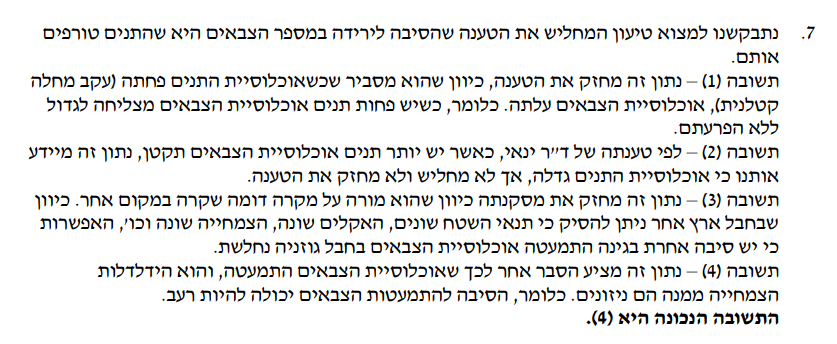 7. נתבקשנו למצוא טיעון המחליש את הטענה שהסיבה לירידה במספר הצבאים היא שהתנים טורפים
אותם.
תשובה (1) – נתון זה מחזק את הטענה, כיוון שהוא מסביר שכשאוכלוסיית התנים פחתה (עקב מחלה
קטלנית), אוכלוסיית הצבאים עלתה. כלומר, כשיש פחות תנים אוכלוסיית הצבאים מצליחה לגדול
ללא הפרעתם.
תשובה (2) – לפי טענתה של ד״ר ינאי, כאשר יש יותר תנים אוכלוסיית הצבאים תקטן, נתון זה מיידע
אותנו כי אוכלוסיית התנים גדלה, אך לא מחליש ולא מחזק את הטענה.
תשובה (3) – נתון זה מחזק את מסקנתה כיוון שהוא מורה על מקרה דומה שקרה במקום אחר. כיוון
שבחבל ארץ אחר ניתן להסיק כי תנאי השטח שונים, האקלים שונה, הצמחייה שונה וכו׳, האפשרות
כי יש סיבה אחרת בגינה התמעטה אוכלוסיית הצבאים בחבל גוזניה נחלשת.
תשובה (4) – נתון זה מציע הסבר אחר לכך שאוכלוסיית הצבאים התמעטה, והוא הידלדלות
הצמחייה ממנה הם ניזונים. כלומר, הסיבה להתמעטות הצבאים יכולה להיות רעב.
התשובה הנכונה היא (4).